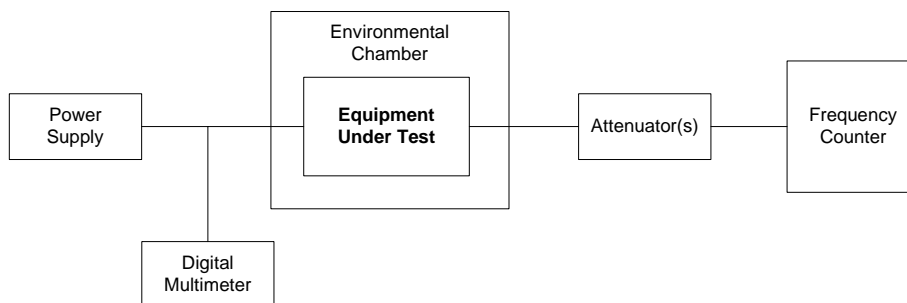 Environmental
Chamber
Power
Supply
Equipment
Under Test
Attenuator(s)
Frequency
Counter
Digital
Multimeter